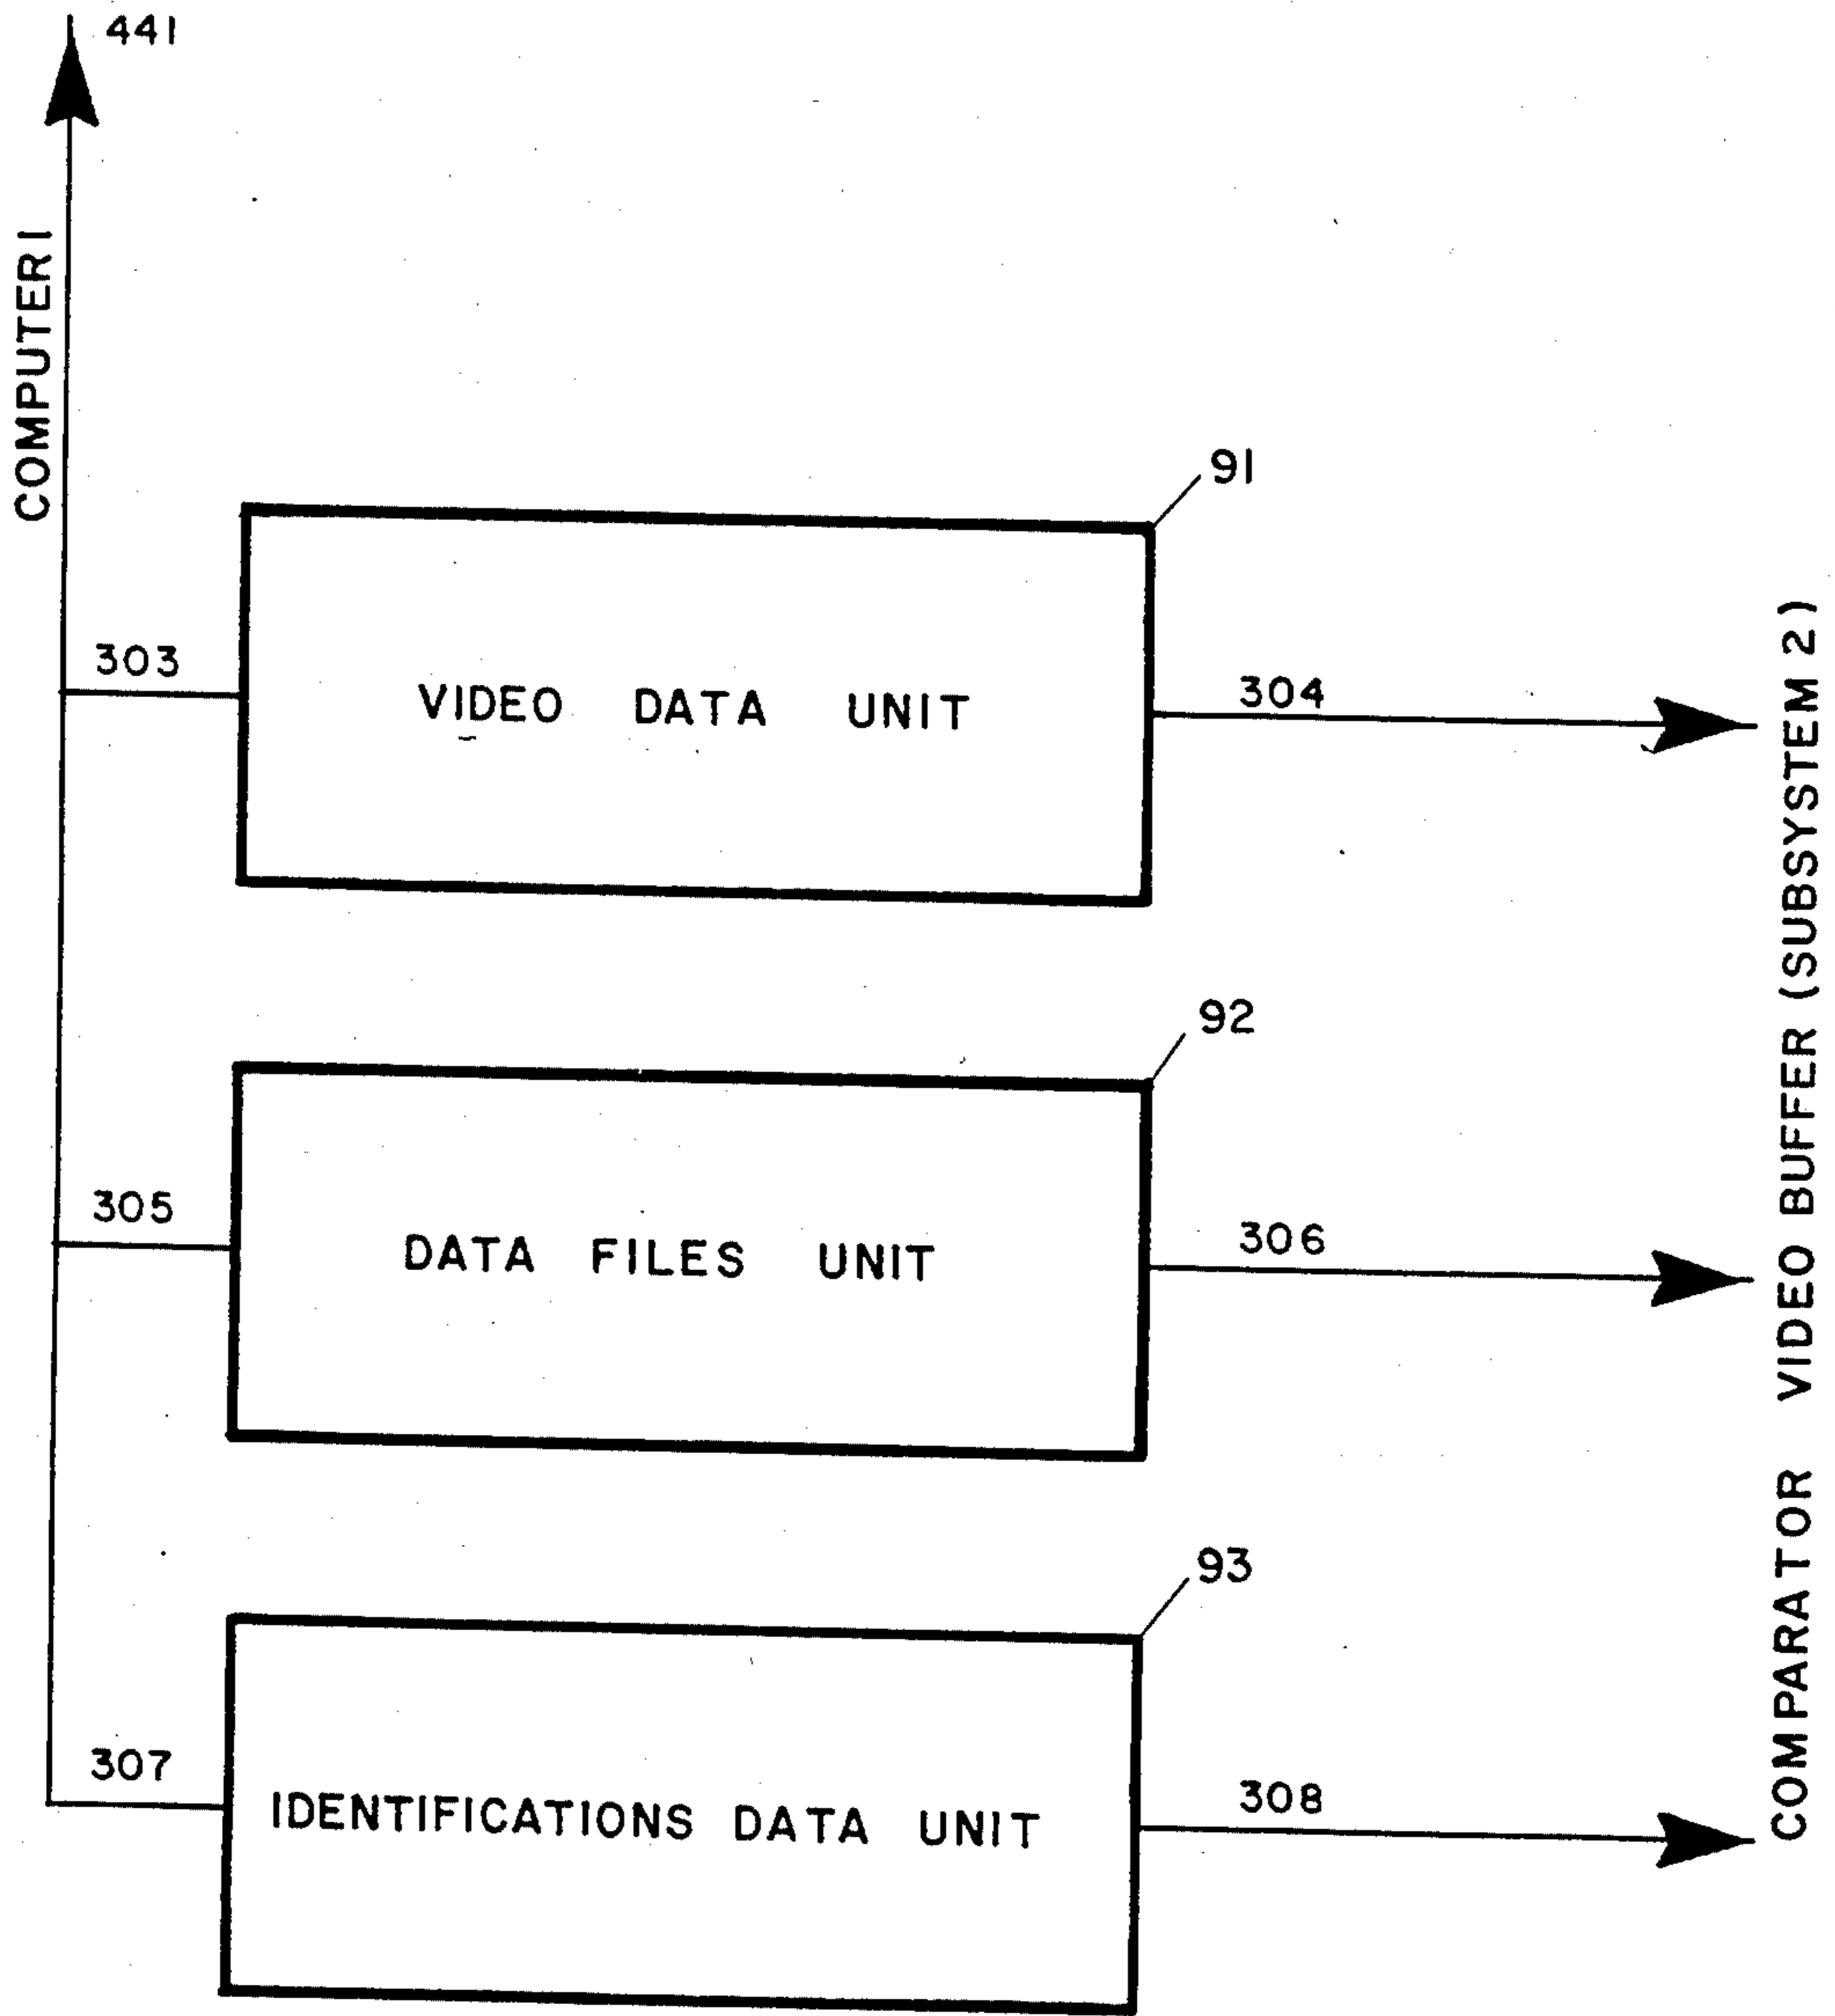 441
COMPUTER I
91
303
VIDEO DATA UNIT
304
92
305
DATA FILES UNIT
306
93
307
IDENTIFICATIONS DATA UNIT
308
COMPARATOR VIDEO BUFFER (SUBSYSTEM 2)